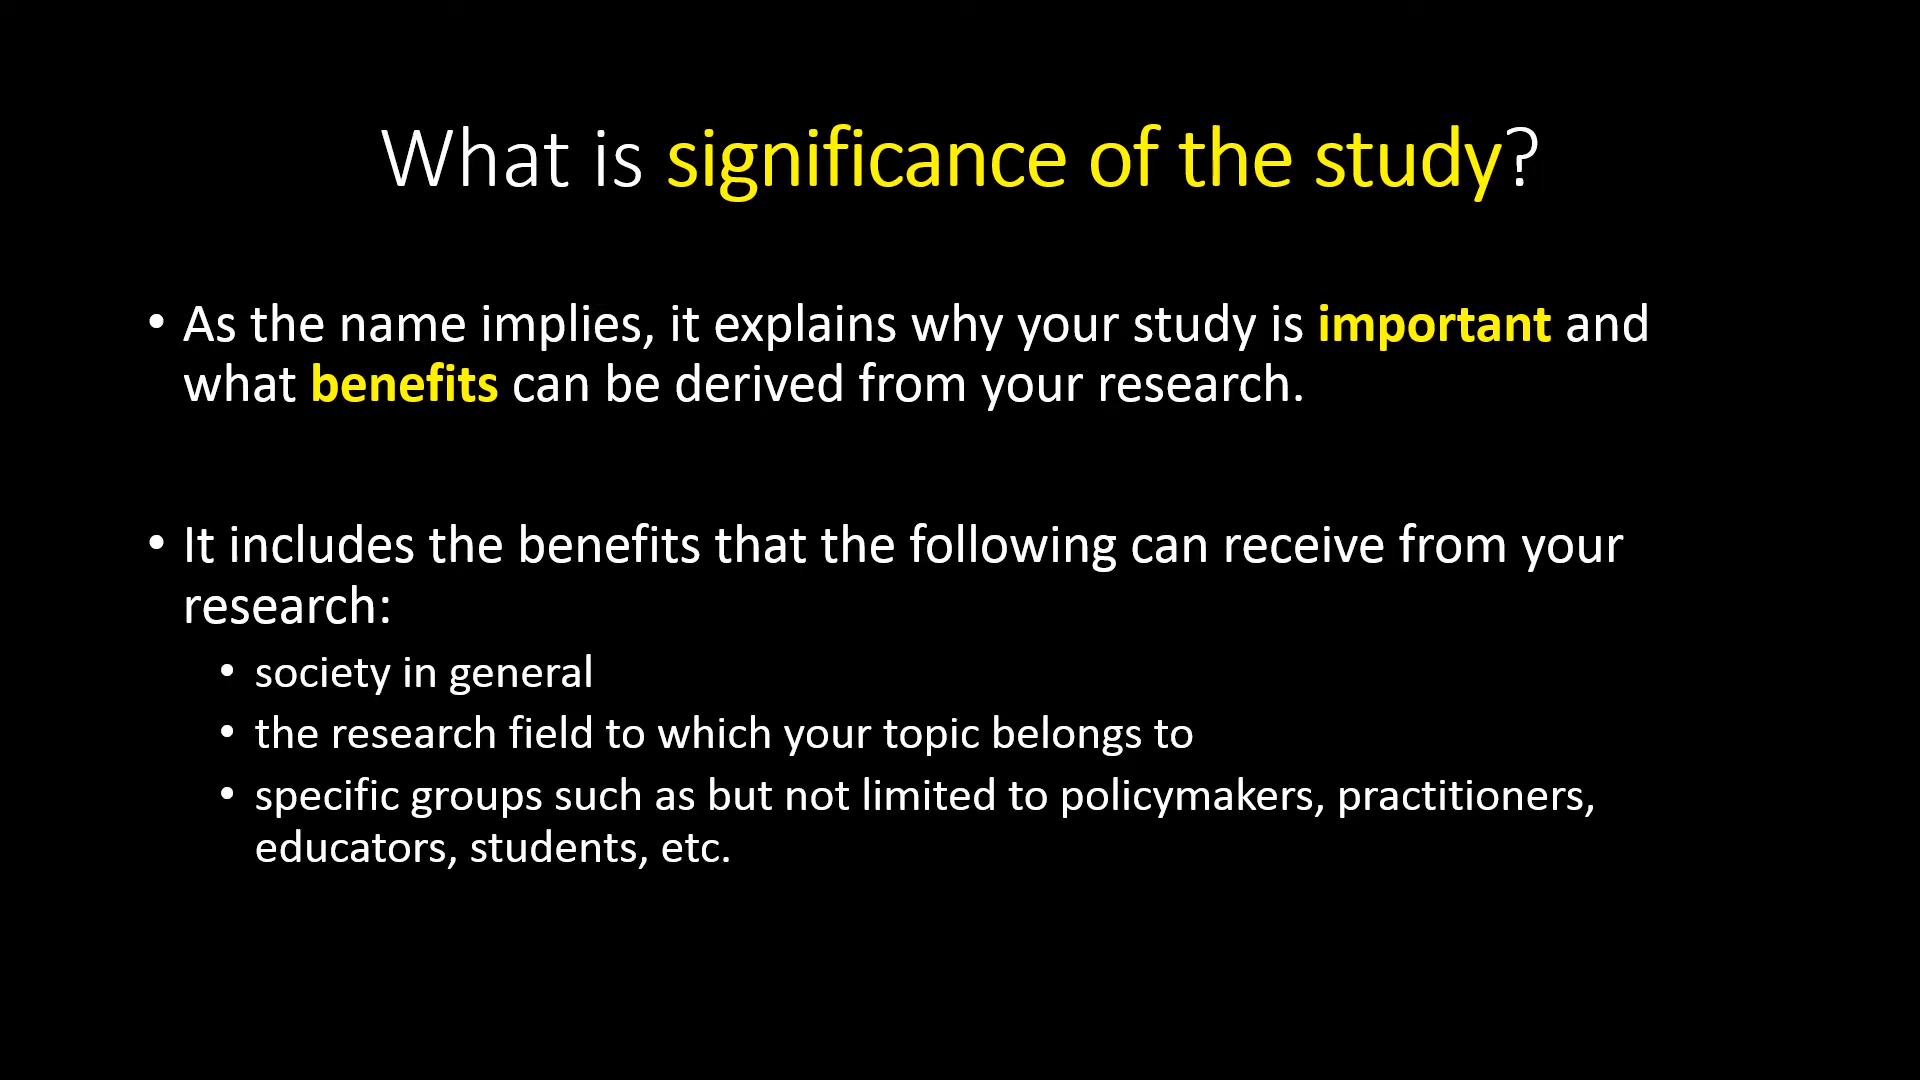 What is significance of the study?
• As the name implies, it explains why your study is important and
what benefits can be derived from your research.
• It includes the benefits that the following can receive from your
research:
• society in general
• the research field to which your topic belongs to
• specific groups such as but not limited to policymakers, practitioners,
educators, students, etc.